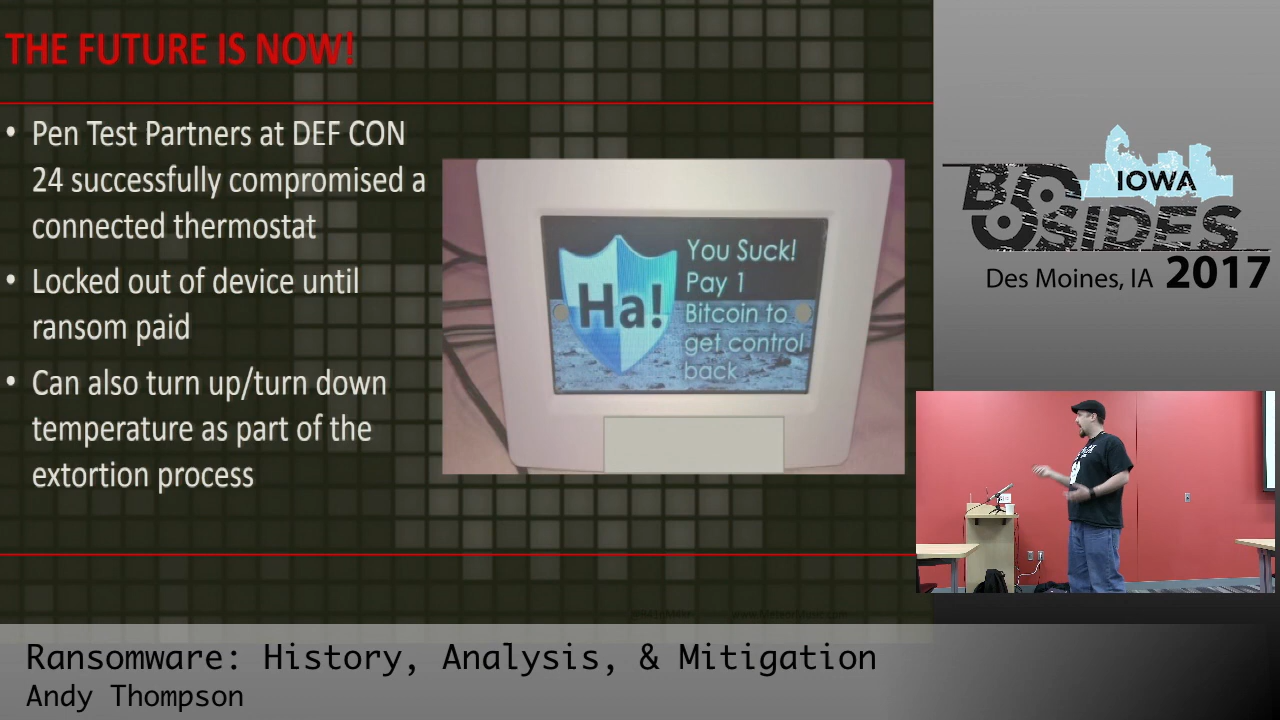 THE FUTURE IS NOW!
• Pen Test Partners at DEF CON
24 successfully compromised a
connected thermostat
• Locked out of device until
ransom paid
• Can also turn up/turn down
temperature as part of the
extortion process
Ha!
You Suck!
Pay 1
Bitcoin to
get control
back.
IOWA
BSIDES
Des Moines, IA 2017
Ransomware: History, Analysis, & Mitigation
Andy Thompson